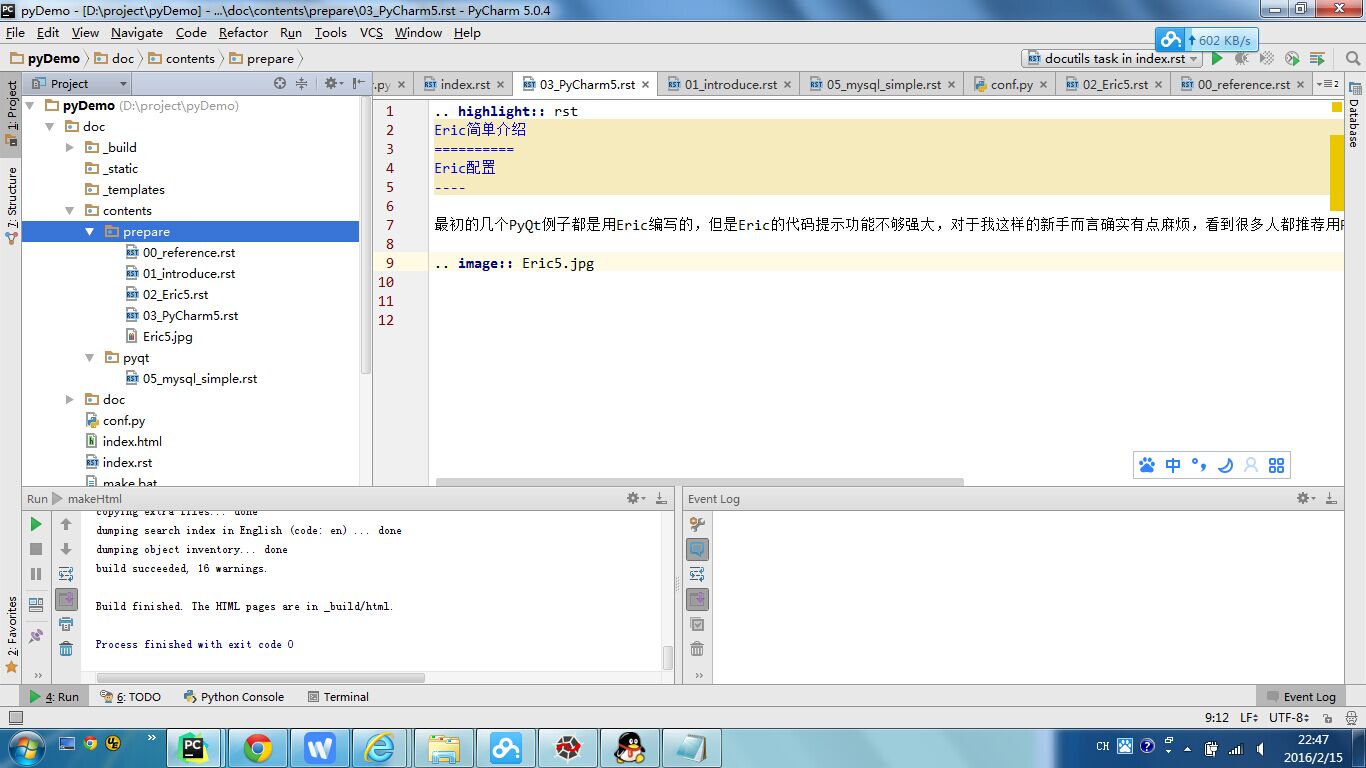 pyDemo - [D:\project\pyDemo] - ...\doc\contents\prepare\03_PyCharm5.rst - PyCharm 5.0.4
File Edit View Navigate Code Refactor Run Tools VCS Window Help
602 KB/s
pyDemo doc contents prepare
docutils task in index.rst
Project
.py index.rst 03_PyCharm5.rst 01_introduce.rst 05_mysql_simple.rst conf.py 02_Eric5.rst 00_reference.rst 2
1: Project
7: Structure
2: Favorites
Database
pyDemo (D:\project\pyDemo)
doc
_build
_static
_templates
contents
prepare
00_reference.rst
01_introduce.rst
02_Eric5.rst
03_PyCharm5.rst
Eric5.jpg
pyqt
05_mysql_simple.rst
doc
conf.py
index.html
index.rst
make.bat
1 .. highlight:: rst
2 Eric简单介绍
3 ==========
4 Eric配置
5 ----
6
7 最初的几个PyQt例子都是用Eric编写的，但是Eric的代码提示功能不够强大，对于我这样的新手而言确实有点麻烦，看到很多人都推荐用
8
9 .. image:: Eric5.jpg
10
11
12
中
Run makeHtml
copying extra files... done
dumping search index in English (code: en) ... done
dumping object inventory... done
build succeeded, 16 warnings.
Build finished. The HTML pages are in _build/html.
Process finished with exit code 0
Event Log
4: Run 6: TODO Python Console Terminal Event Log
9:12 LF UTF-8
PC W CH 22:47
2016/2/15